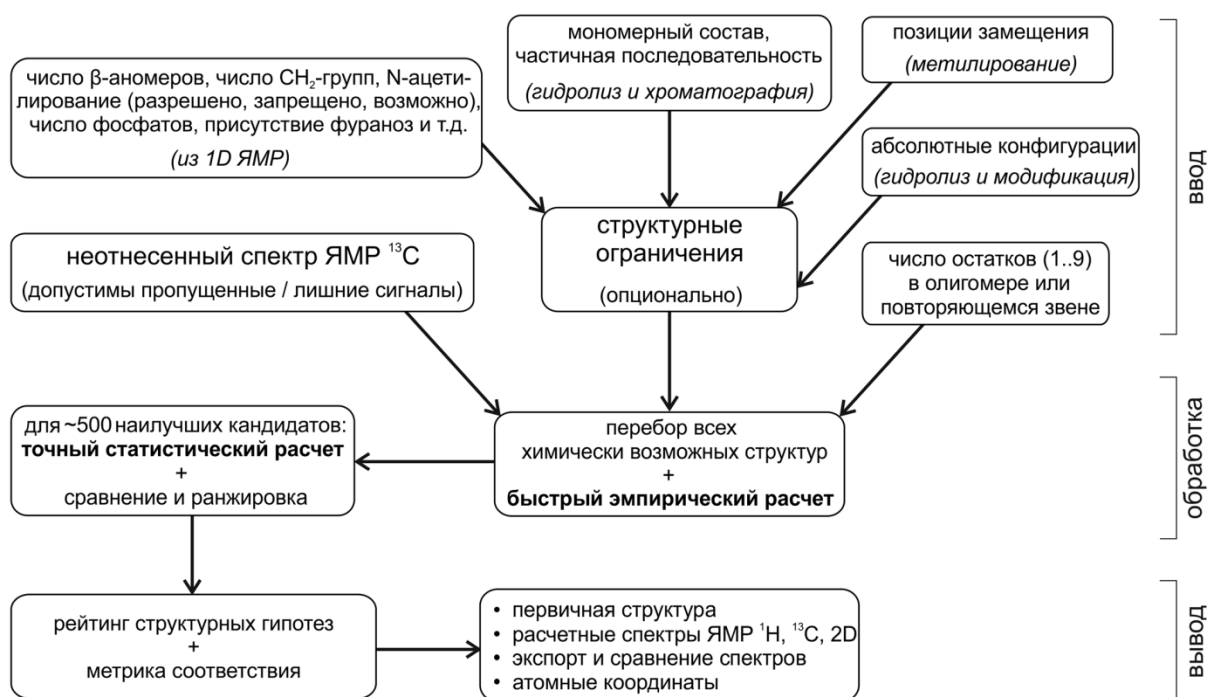 число β-аномеров, число CH₂-групп, N-ацети-
лирование (разрешено, запрещено, возможно),
число фосфатов, присутствие фураноз и т.д.
(из 1D ЯМР)
мономерный состав,
частичная последовательность
(гидролиз и хроматография)
позиции замещения
(метилирование)
абсолютные конфигурации
(гидролиз и модификация)
ввод
неотнесенный спектр ЯМР ¹³C
(допустимы пропущенные / лишние сигналы)
структурные
ограничения
(опционально)
число остатков (1..9)
в олигомере или
повторяющемся звене
для ~500 наилучших кандидатов:
точный статистический расчет
+
сравнение и ранжировка
перебор всех
химически возможных структур
+
быстрый эмпирический расчет
обработка
рейтинг структурных гипотез
+
метрика соответствия
• первичная структура
• расчетные спектры ЯМР ¹H, ¹³C, 2D
• экспорт и сравнение спектров
• атомные координаты
вывод